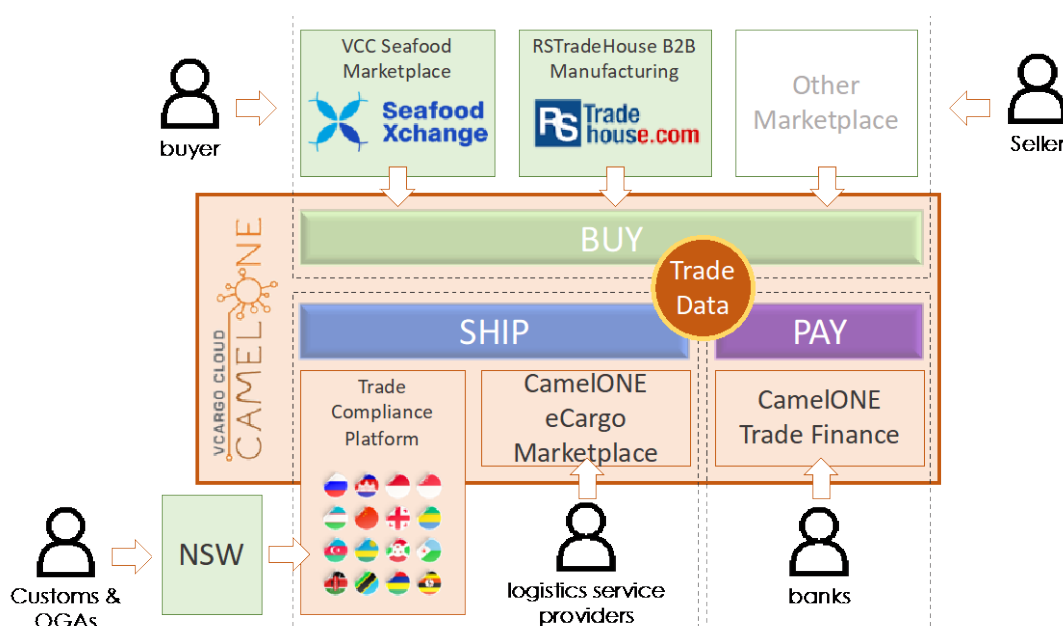 VCC Seafood
Marketplace
Seafood
Xchange
RSTradeHouse B2B
Manufacturing
RS
Trade
house.com
Other
Marketplace
buyer
Seller
VCARGO CLOUD
CAMELONE
BUY
Trade
Data
SHIP
PAY
Trade
Compliance
Platform
CamelONE
eCargo
Marketplace
CamelONE
Trade Finance
NSW
Customs &
OGAs
logistics service
providers
banks